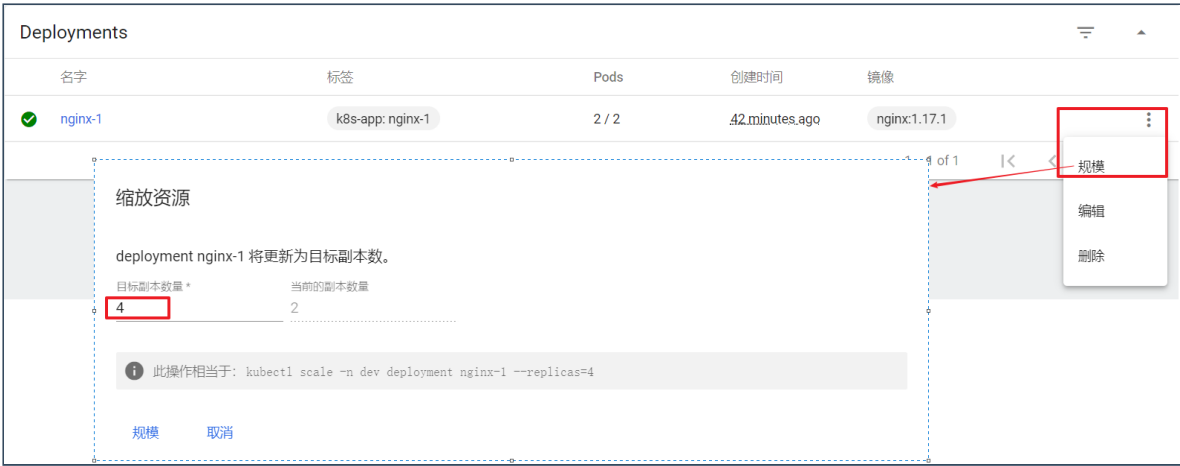 Deployments
名字 标签 Pods 创建时间 镜像
nginx-1 k8s-app: nginx-1 2 / 2 42 minutes ago nginx:1.17.1
of 1
规模
编辑
删除
缩放资源
deployment nginx-1 将更新为目标副本数。
目标副本数量 * 当前的副本数量
4 2
此操作相当于: kubectl scale -n dev deployment nginx-1 --replicas=4
规模 取消